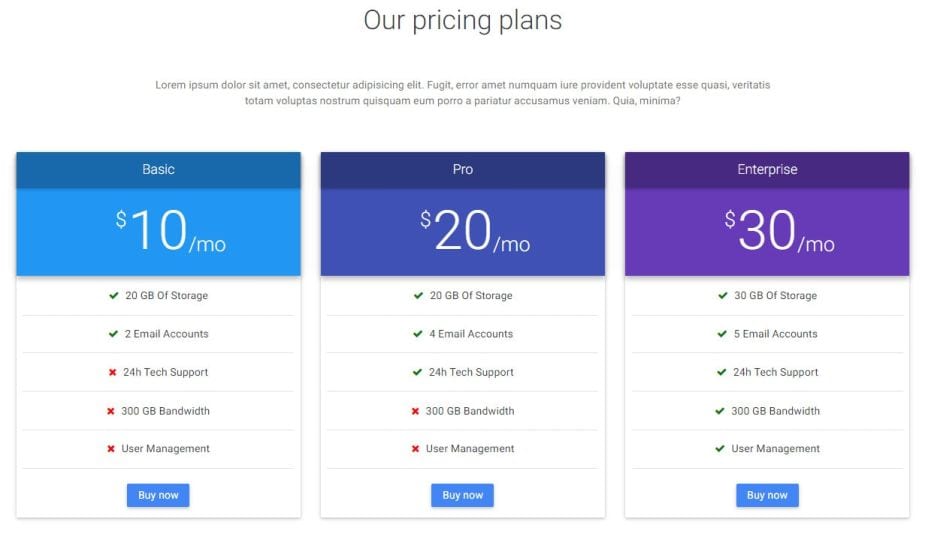 Our pricing plans
Lorem ipsum dolor sit amet, consectetur adipisicing elit. Fugit, error amet numquam iure provident voluptate esse quasi, veritatis
totam voluptas nostrum quisquam eum porro a pariatur accusamus veniam. Quia, minima?
Basic
$10/mo
20 GB Of Storage
2 Email Accounts
24h Tech Support
300 GB Bandwidth
User Management
Buy now
Pro
$20/mo
20 GB Of Storage
4 Email Accounts
24h Tech Support
300 GB Bandwidth
User Management
Buy now
Enterprise
$30/mo
30 GB Of Storage
5 Email Accounts
24h Tech Support
300 GB Bandwidth
User Management
Buy now